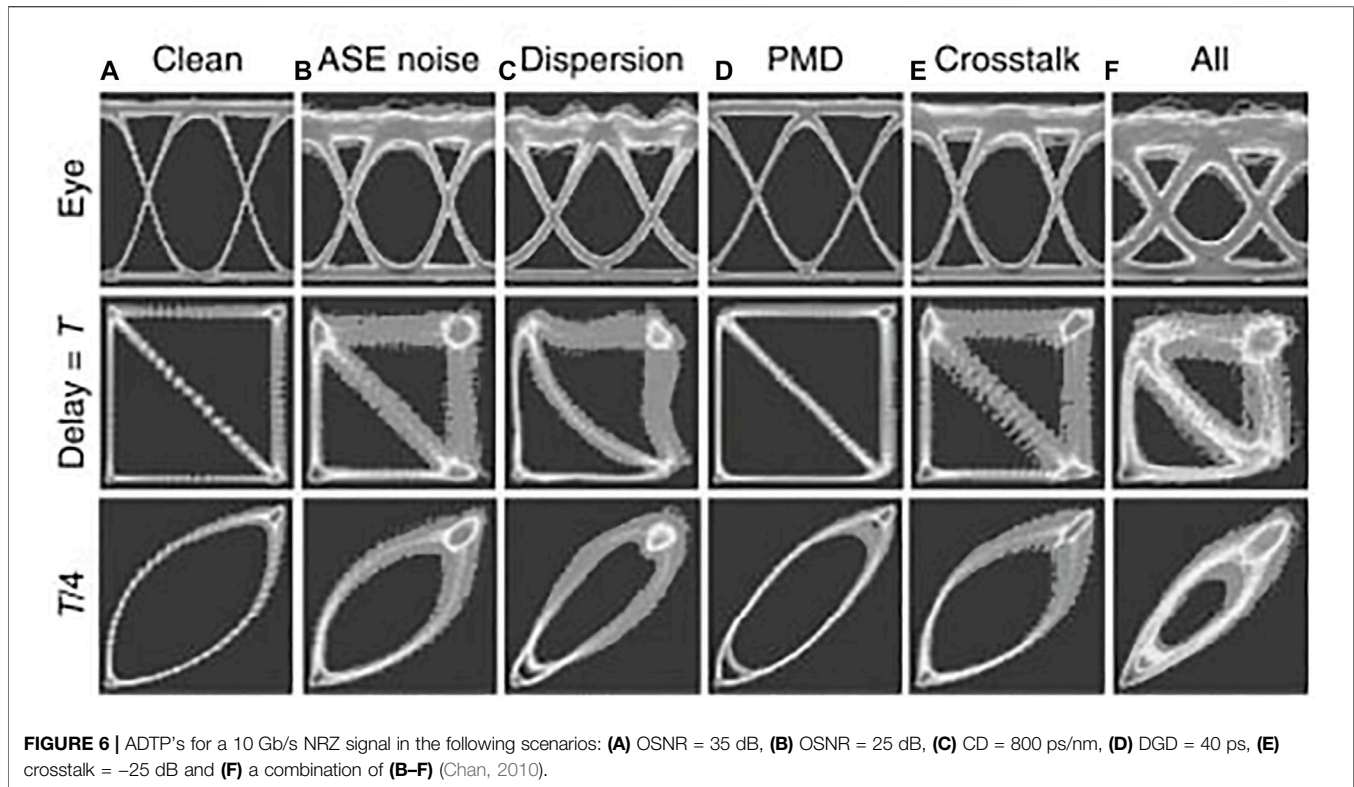 A Clean B ASE noise C Dispersion D PMD E Crosstalk F All
Eye
Delay = T
T/4
FIGURE 6 | ADTP's for a 10 Gb/s NRZ signal in the following scenarios: (A) OSNR = 35 dB, (B) OSNR = 25 dB, (C) CD = 800 ps/nm, (D) DGD = 40 ps, (E)
crosstalk = −25 dB and (F) a combination of (B–F) (Chan, 2010).